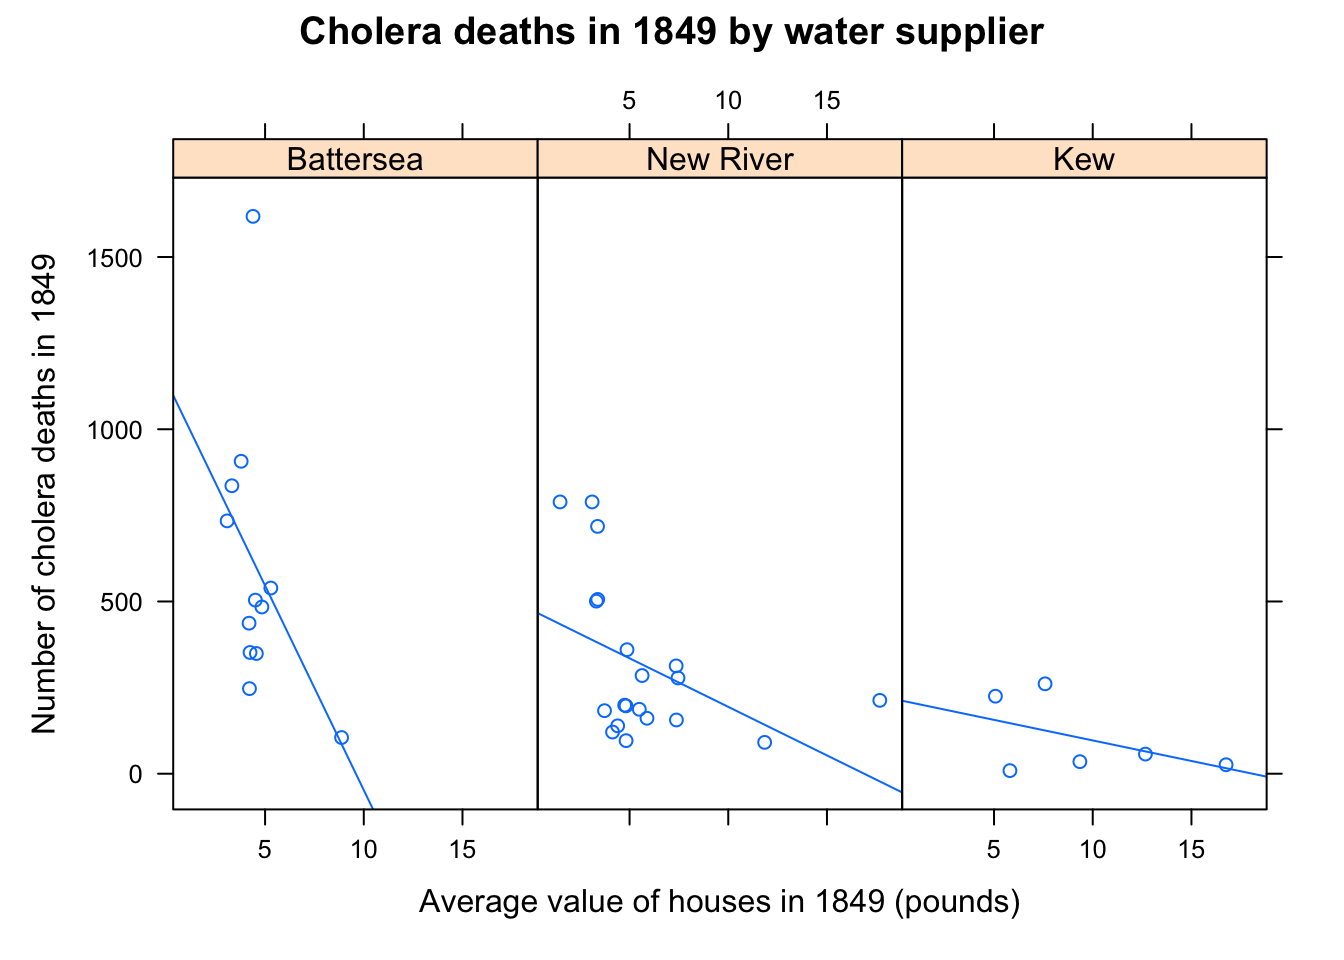 Cholera deaths in 1849 by water supplier
5 10 15
Battersea New River Kew
1500
1000
500
0
Number of cholera deaths in 1849
5 10 15 5 10 15
Average value of houses in 1849 (pounds)